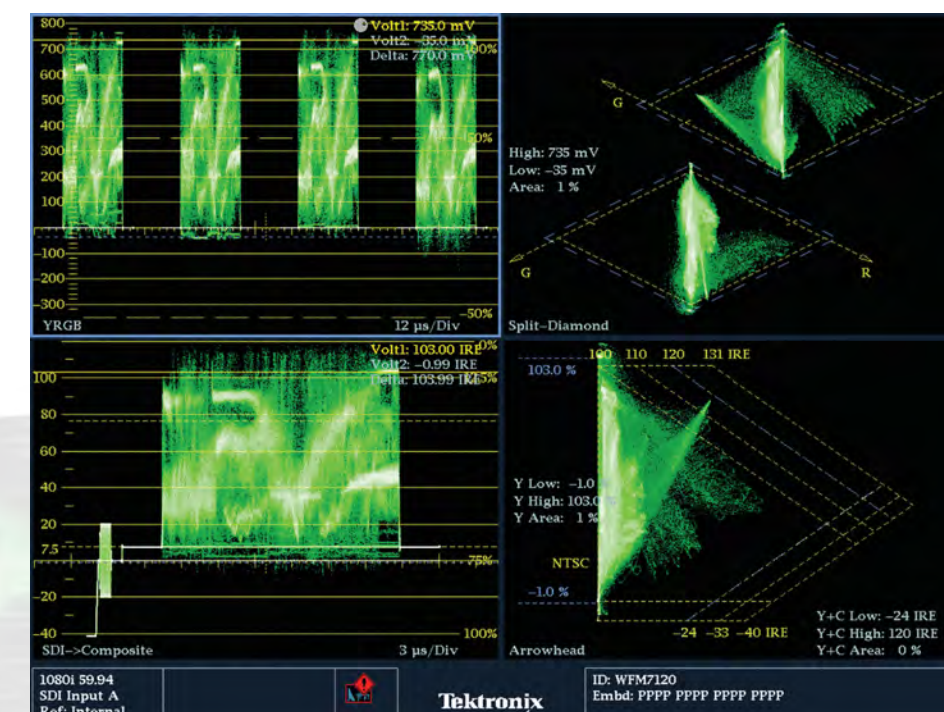 800
700
600
500
400
300
200
100
-100
-200
-300
Volt1: 735.0 mV
Volt2: -35.0 mV
Delta: 770.0 mV
100%
50%
-50%
YRGB
12 µs/Div
G
High: 735 mV
Low: -35 mV
Area: 1 %
G
R
Split-Diamond
100
80
60
40
20
7.5
-20
-40
Volt1: 103.00 IRE
Volt2: -0.99 IRE
Delta: 103.99 IRE
0%
75%
100%
SDI->Composite
3 µs/Div
100 110 120 131 IRE
103.0 %
Y Low: -1.0
Y High: 103.0
Y Area: 1 %
NTSC
-1.0 %
-24 -33 -40 IRE
Y+C Low: -24 IRE
Y+C High: 120 IRE
Y+C Area: 0 %
Arrowhead
1080i 59.94
SDI Input A
Ref: Internal
Tektronix
ID: WFM7120
Embd: PPPP PPPP PPPP PPPP